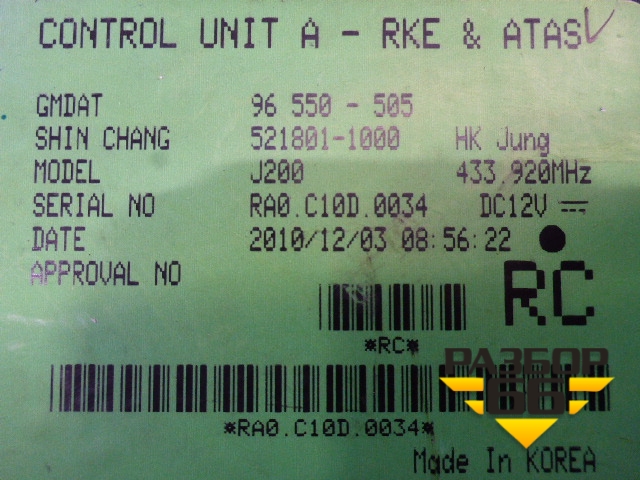 CONTROL UNIT A - RKE & ATAS
GMDAT 96 550 - 505
SHIN CHANG 521801-1000 HK Jung
MODEL J200 433.920MHz
SERIAL NO RA0.C10D.0034 DC12V
DATE 2010/12/03 08:56:22
APPROVAL NO
RC
*RC*
РАЗБОР
66
*RA0.C10D.0034*
Made In KOREA